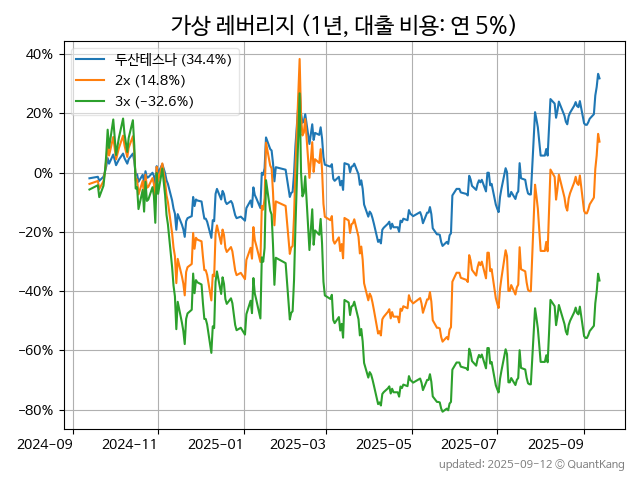 가상 레버리지 (1년, 대출 비용: 연 5%)
두산테스나 (34.4%)
2x (14.8%)
3x (−32.6%)
40%
20%
0%
−20%
−40%
−60%
−80%
2024-09
2024-11
2025-01
2025-03
2025-05
2025-07
2025-09
updated: 2025-09-12 © QuantKang